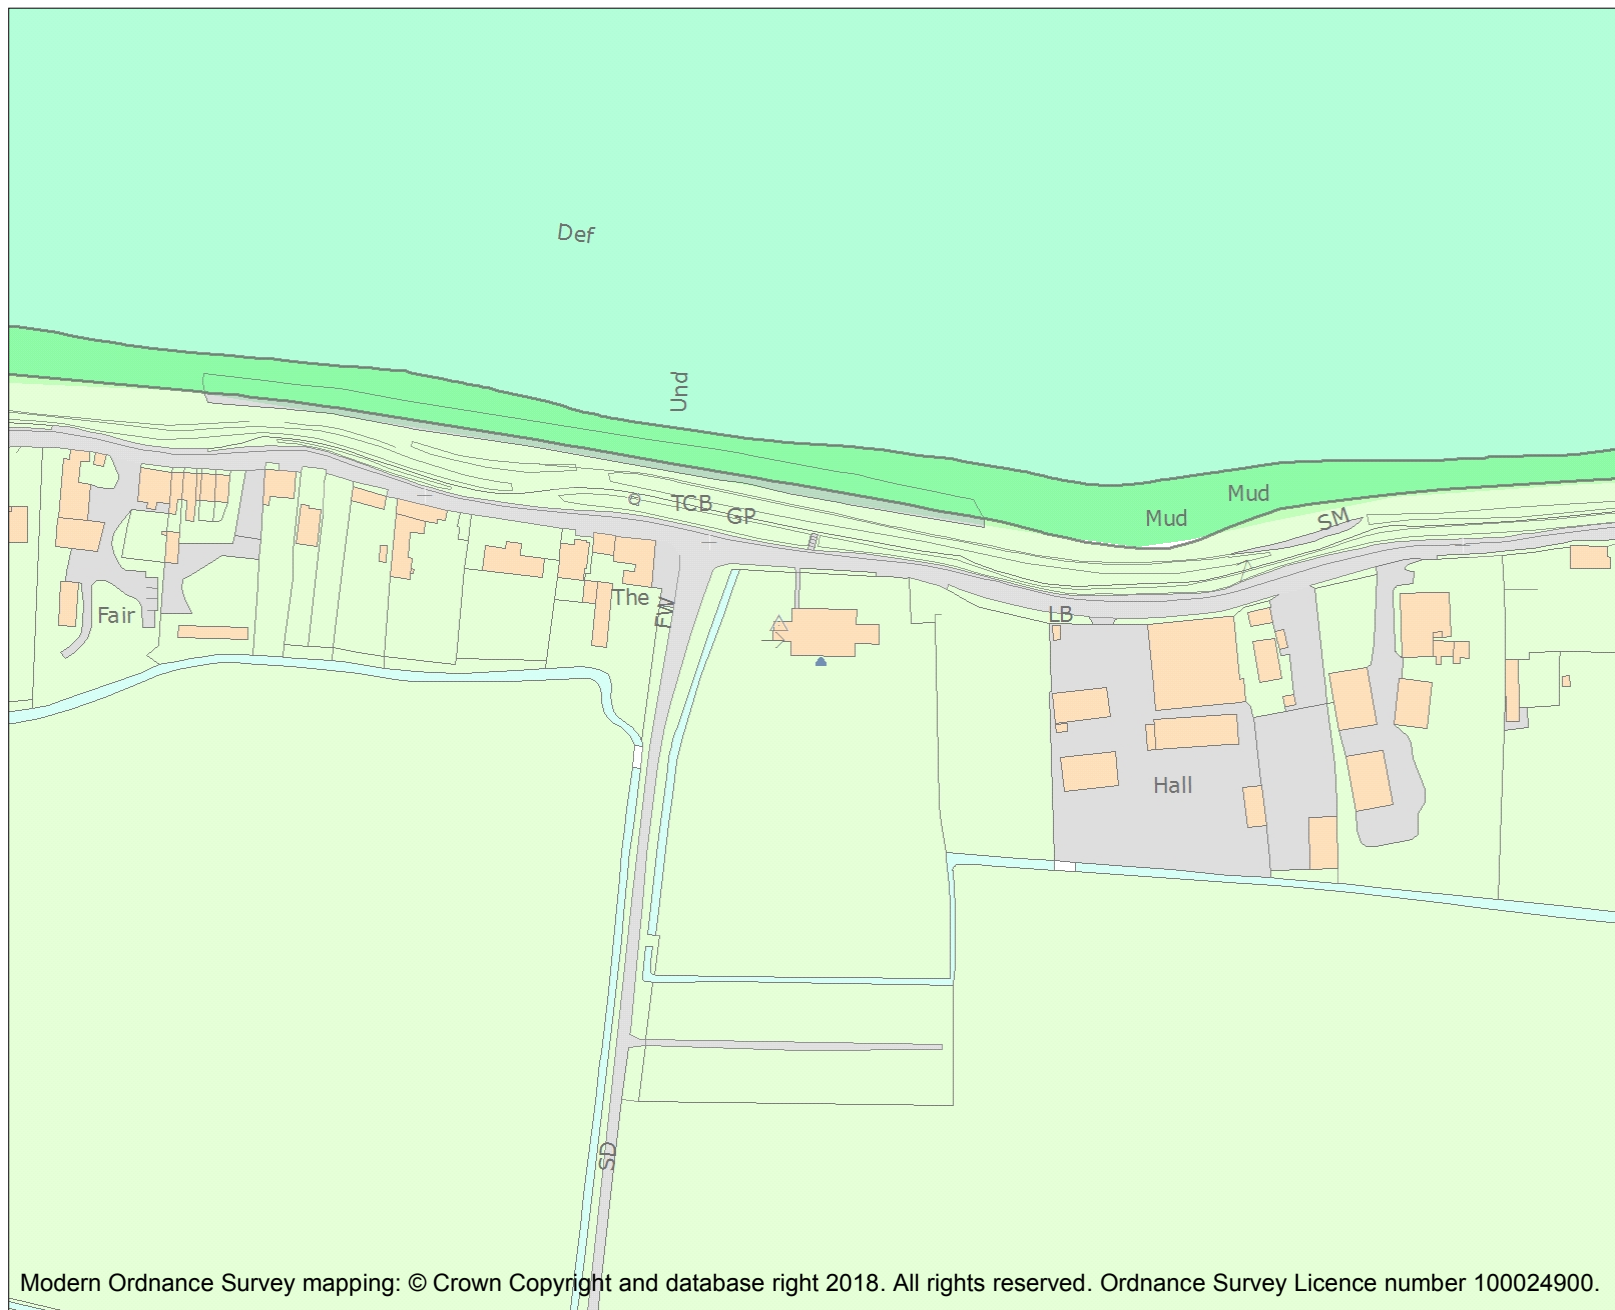 Def
Und
TCB
GP
Mud
Mud
SM
The
FW
LB
Fair
Hall
SD
Modern Ordnance Survey mapping: © Crown Copyright and database right 2018. All rights reserved. Ordnance Survey Licence number 100024900.